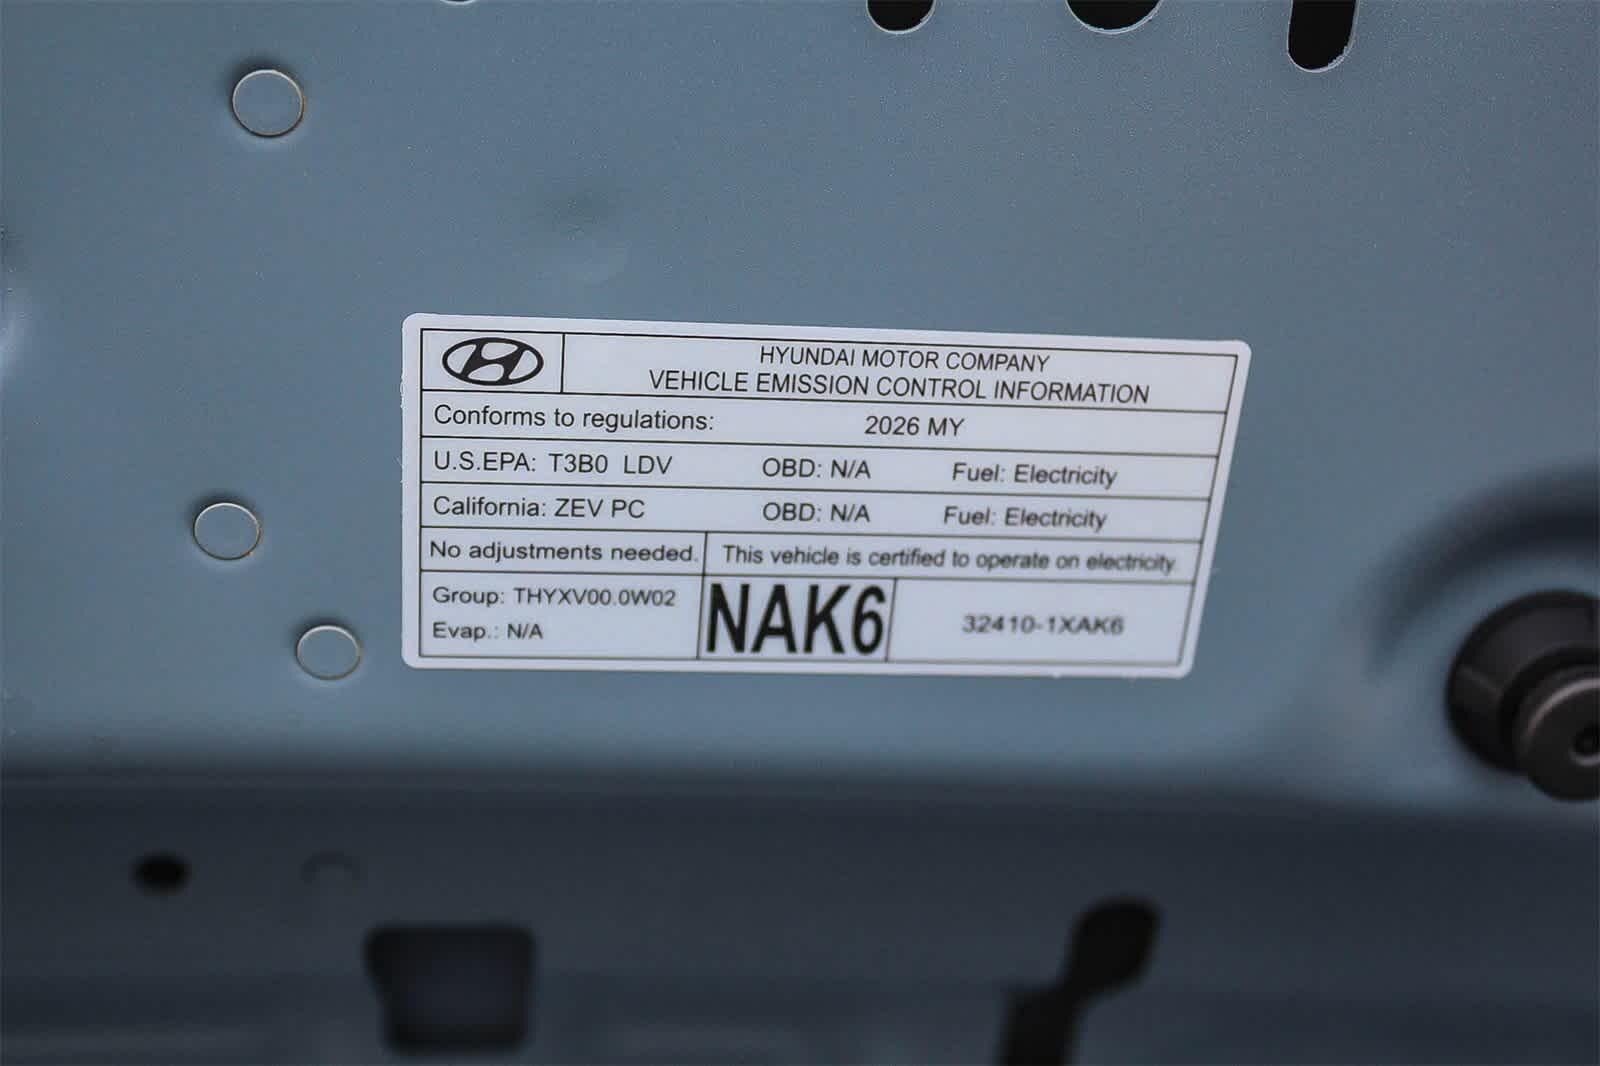 HYUNDAI MOTOR COMPANY
VEHICLE EMISSION CONTROL INFORMATION
Conforms to regulations: 2026 MY
U.S.EPA: T3B0 LDV OBD: N/A Fuel: Electricity
California: ZEV PC OBD: N/A Fuel: Electricity
No adjustments needed. This vehicle is certified to operate on electricity.
Group: THYXV00.0W02
Evap.: N/A
NAK6
32410-1XAK6